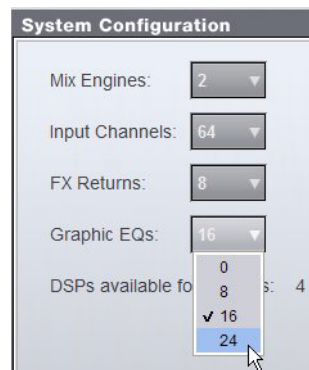 System Configuration
Mix Engines: 2
Input Channels: 64
FX Returns: 8
Graphic EQs: 16
0
8
DSPs available fo s: 4
✓ 16
24